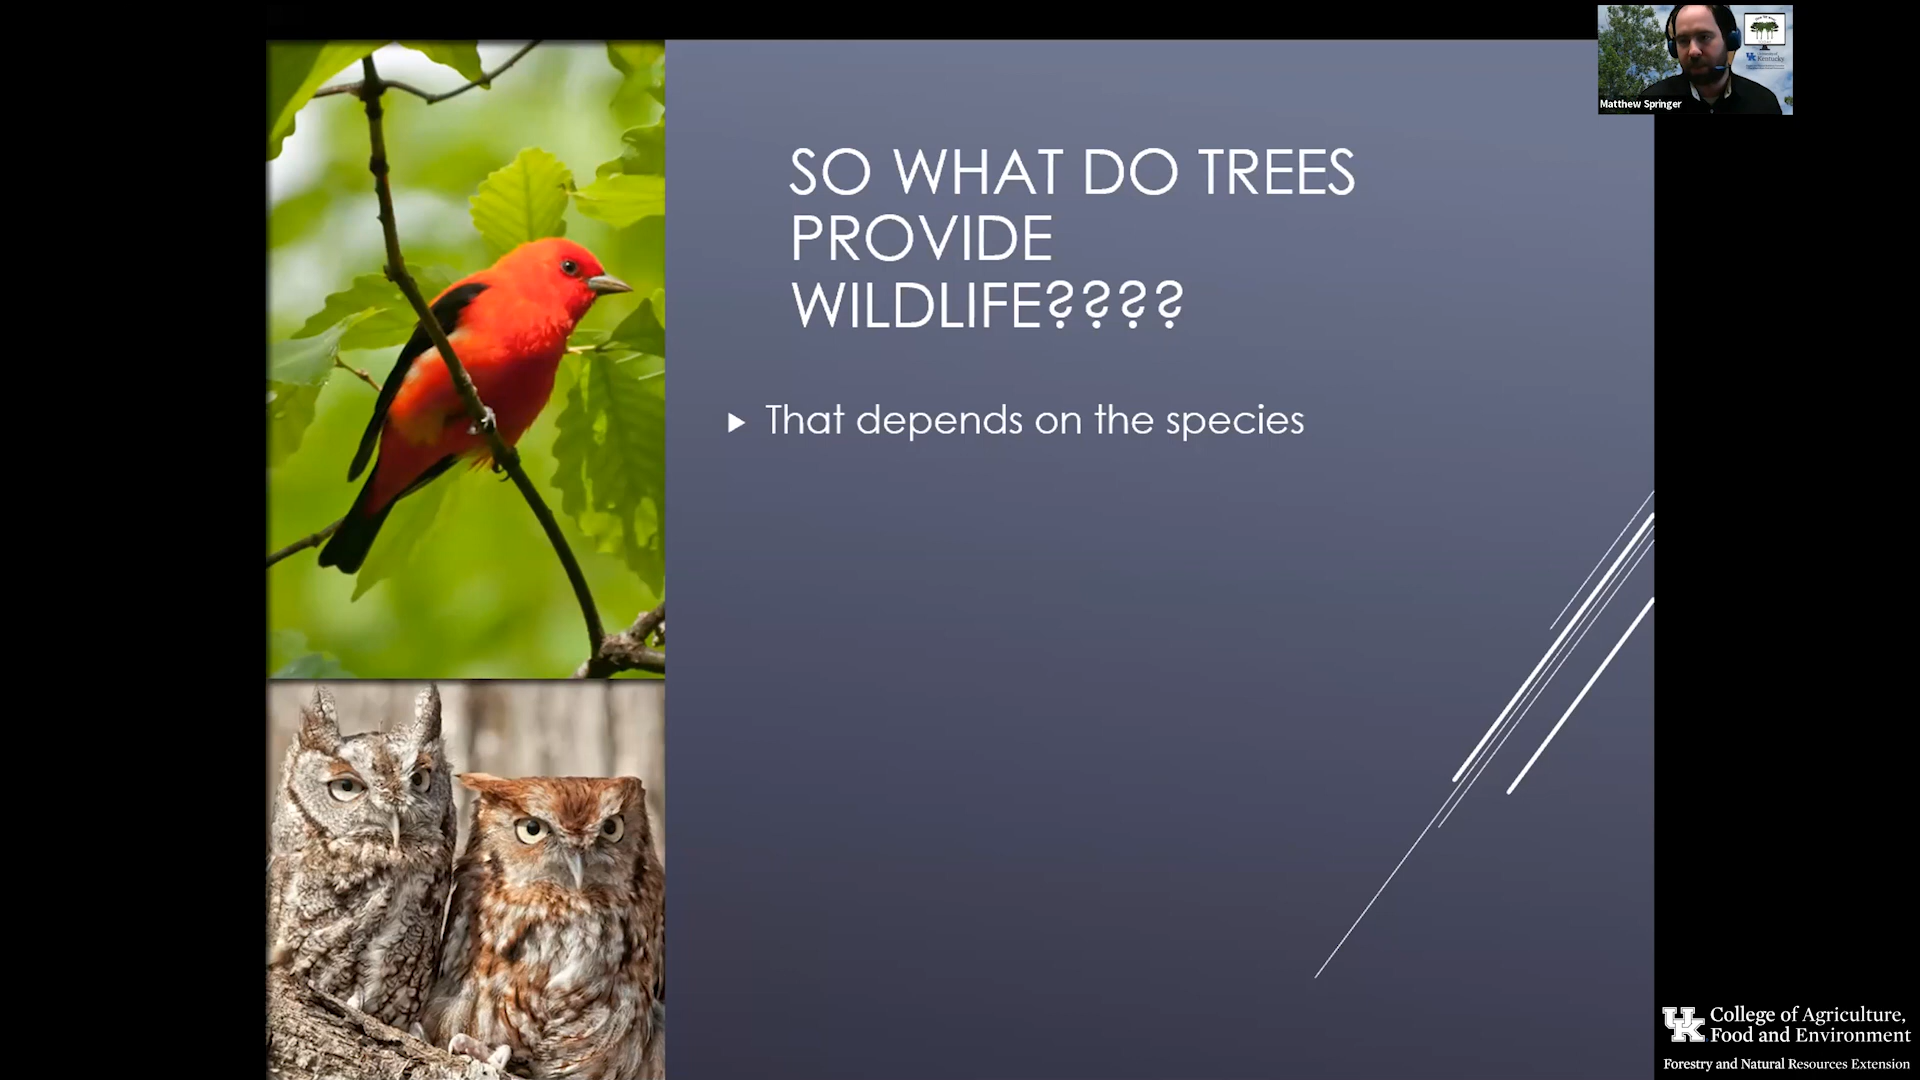 SO WHAT DO TREES
PROVIDE
WILDLIFE????
That depends on the species
Matthew Springer
UK College of Agriculture,
Food and Environment
Forestry and Natural Resources Extension